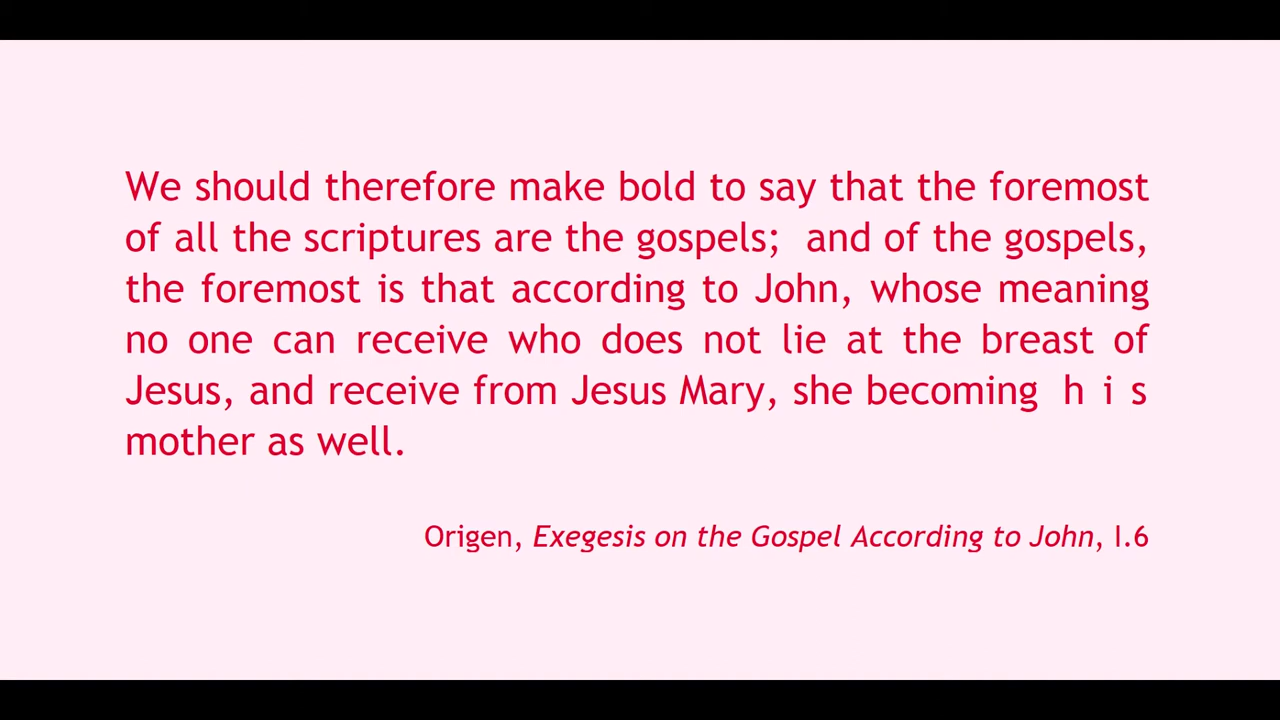 We should therefore make bold to say that the foremost
of all the scriptures are the gospels;  and of the gospels,
the foremost is that according to John, whose meaning
no one can receive who does not lie at the breast of
Jesus, and receive from Jesus Mary, she becoming  h i s
mother as well.
Origen, Exegesis on the Gospel According to John, I.6